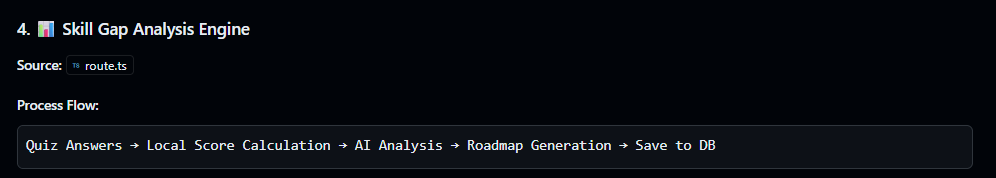 4. 📊 Skill Gap Analysis Engine
Source: TS route.ts
Process Flow:
Quiz Answers → Local Score Calculation → AI Analysis → Roadmap Generation → Save to DB